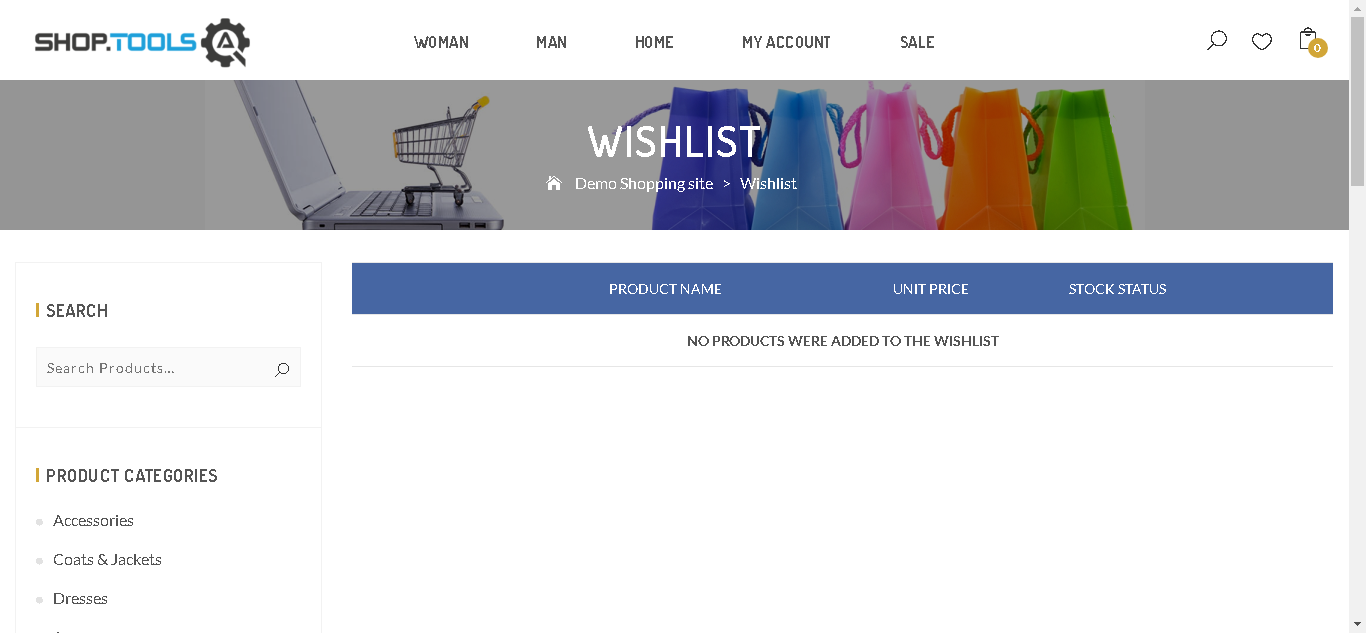 SHOP.TOOLS
WOMAN MAN HOME MY ACCOUNT SALE
0
WISHLIST
Demo Shopping site > Wishlist
SEARCH
Search Products...
PRODUCT CATEGORIES
Accessories
Coats & Jackets
Dresses
PRODUCT NAME UNIT PRICE STOCK STATUS
NO PRODUCTS WERE ADDED TO THE WISHLIST